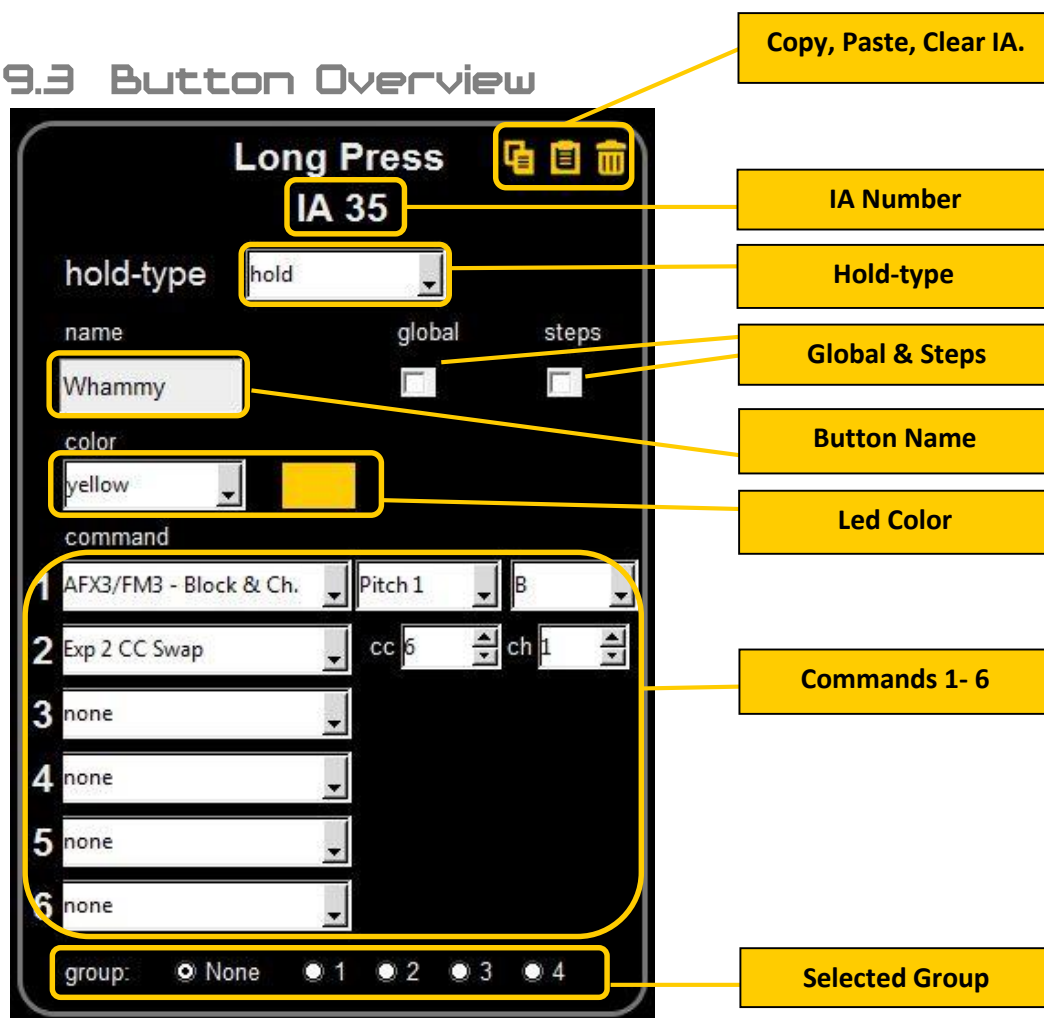 Copy, Paste, Clear IA.
9.3 Button Overview
Long Press
IA 35
IA Number
hold-type hold
Hold-type
name global steps
Global & Steps
Whammy
Button Name
color
yellow
Led Color
command
1 AFX3/FM3 - Block & Ch. Pitch 1 B
2 Exp 2 CC Swap cc 6 ch 1
Commands 1- 6
3 none
4 none
5 none
6 none
group: None 1 2 3 4
Selected Group